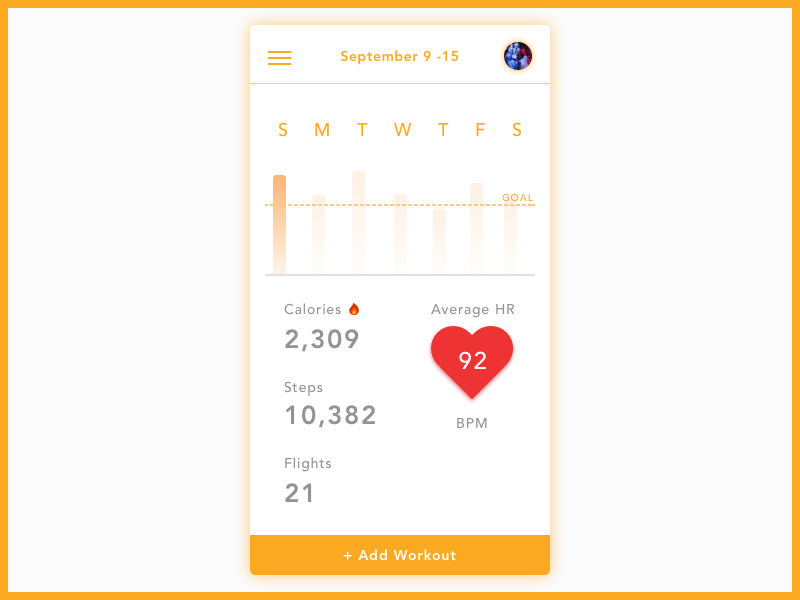 September 9 -15
S M T W T F S
GOAL
Calories
2,309
Average HR
92
BPM
Steps
10,382
Flights
21
+ Add Workout